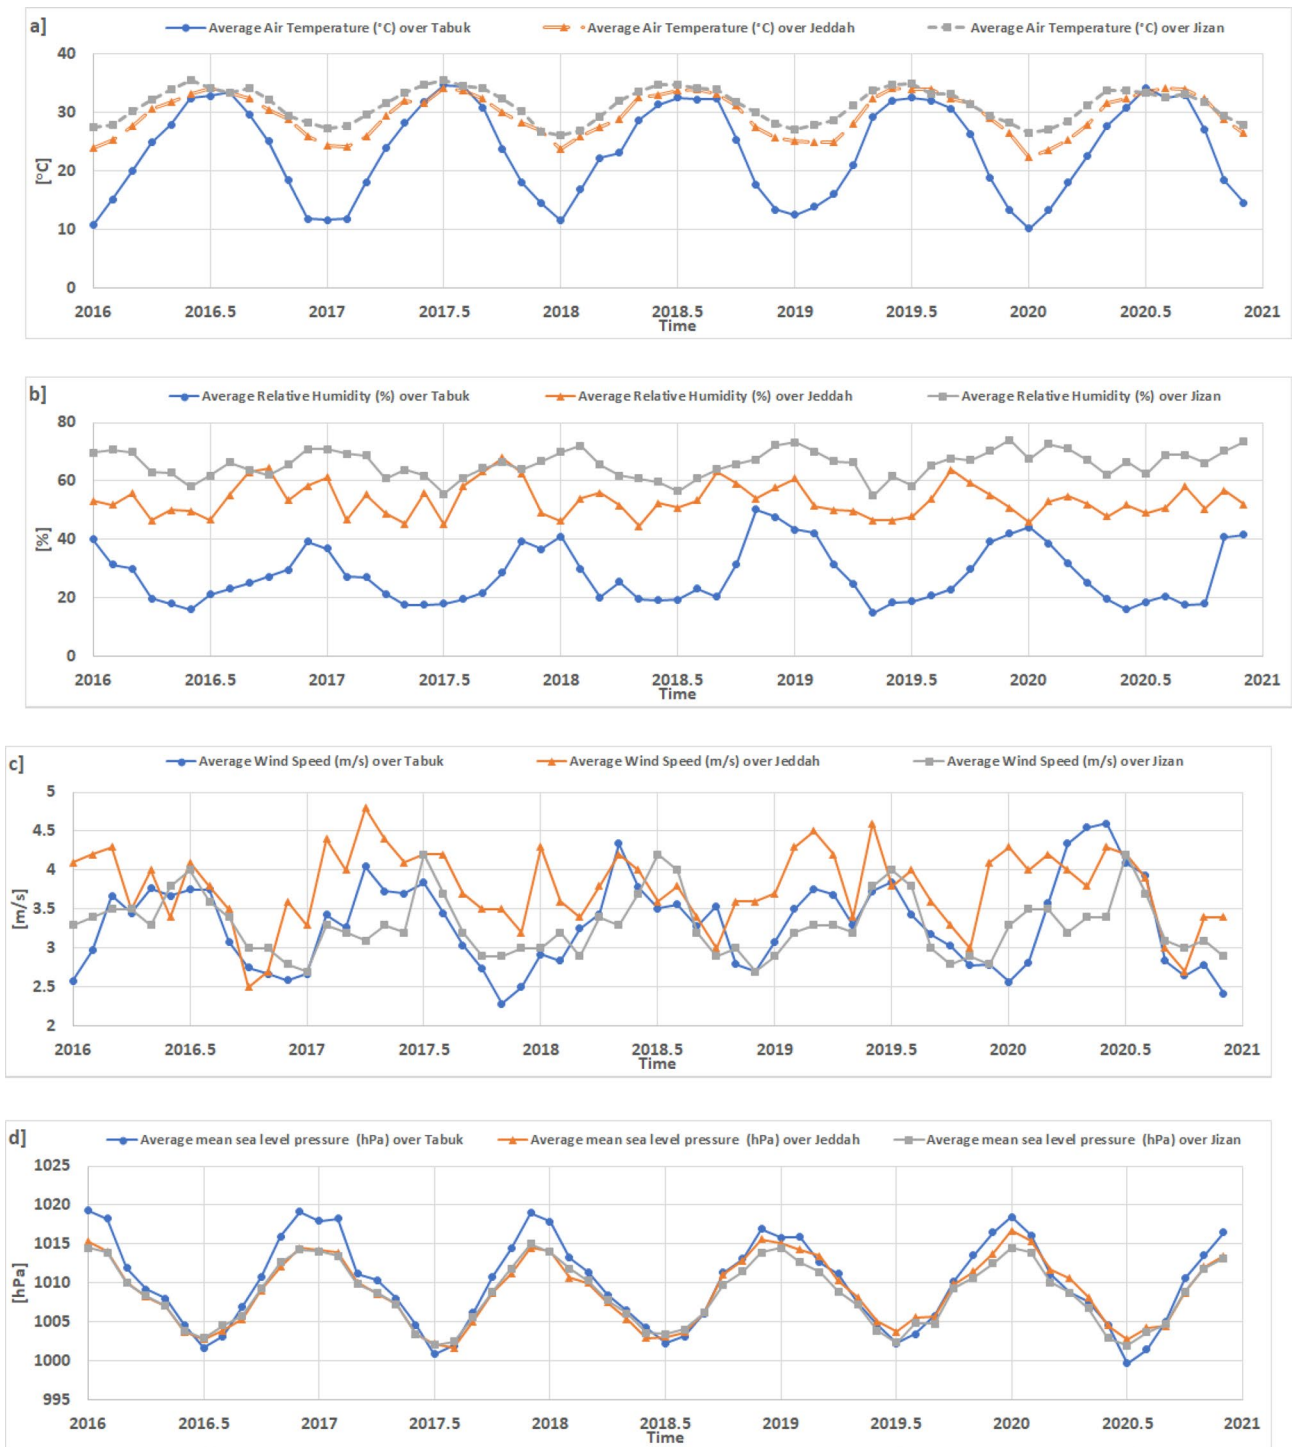 a]
Average Air Temperature (°C) over Tabuk Average Air Temperature (°C) over Jeddah Average Air Temperature (°C) over Jizan
40
30
20
10
0
[°C]
2016 2016.5 2017 2017.5 2018 2018.5 2019 2019.5 2020 2020.5 2021
Time
b]
Average Relative Humidity (%) over Tabuk Average Relative Humidity (%) over Jeddah Average Relative Humidity (%) over Jizan
80
60
40
20
0
[%]
2016 2016.5 2017 2017.5 2018 2018.5 2019 2019.5 2020 2020.5 2021
Time
c]
Average Wind Speed (m/s) over Tabuk Average Wind Speed (m/s) over Jeddah Average Wind Speed (m/s) over Jizan
5
4.5
4
3.5
3
2.5
2
[m/s]
2016 2016.5 2017 2017.5 2018 2018.5 2019 2019.5 2020 2020.5 2021
Time
d]
Average mean sea level pressure (hPa) over Tabuk Average mean sea level pressure (hPa) over Jeddah Average mean sea level pressure (hPa) over Jizan
1025
1020
1015
1010
1005
1000
995
[hPa]
2016 2016.5 2017 2017.5 2018 2018.5 2019 2019.5 2020 2020.5 2021
Time